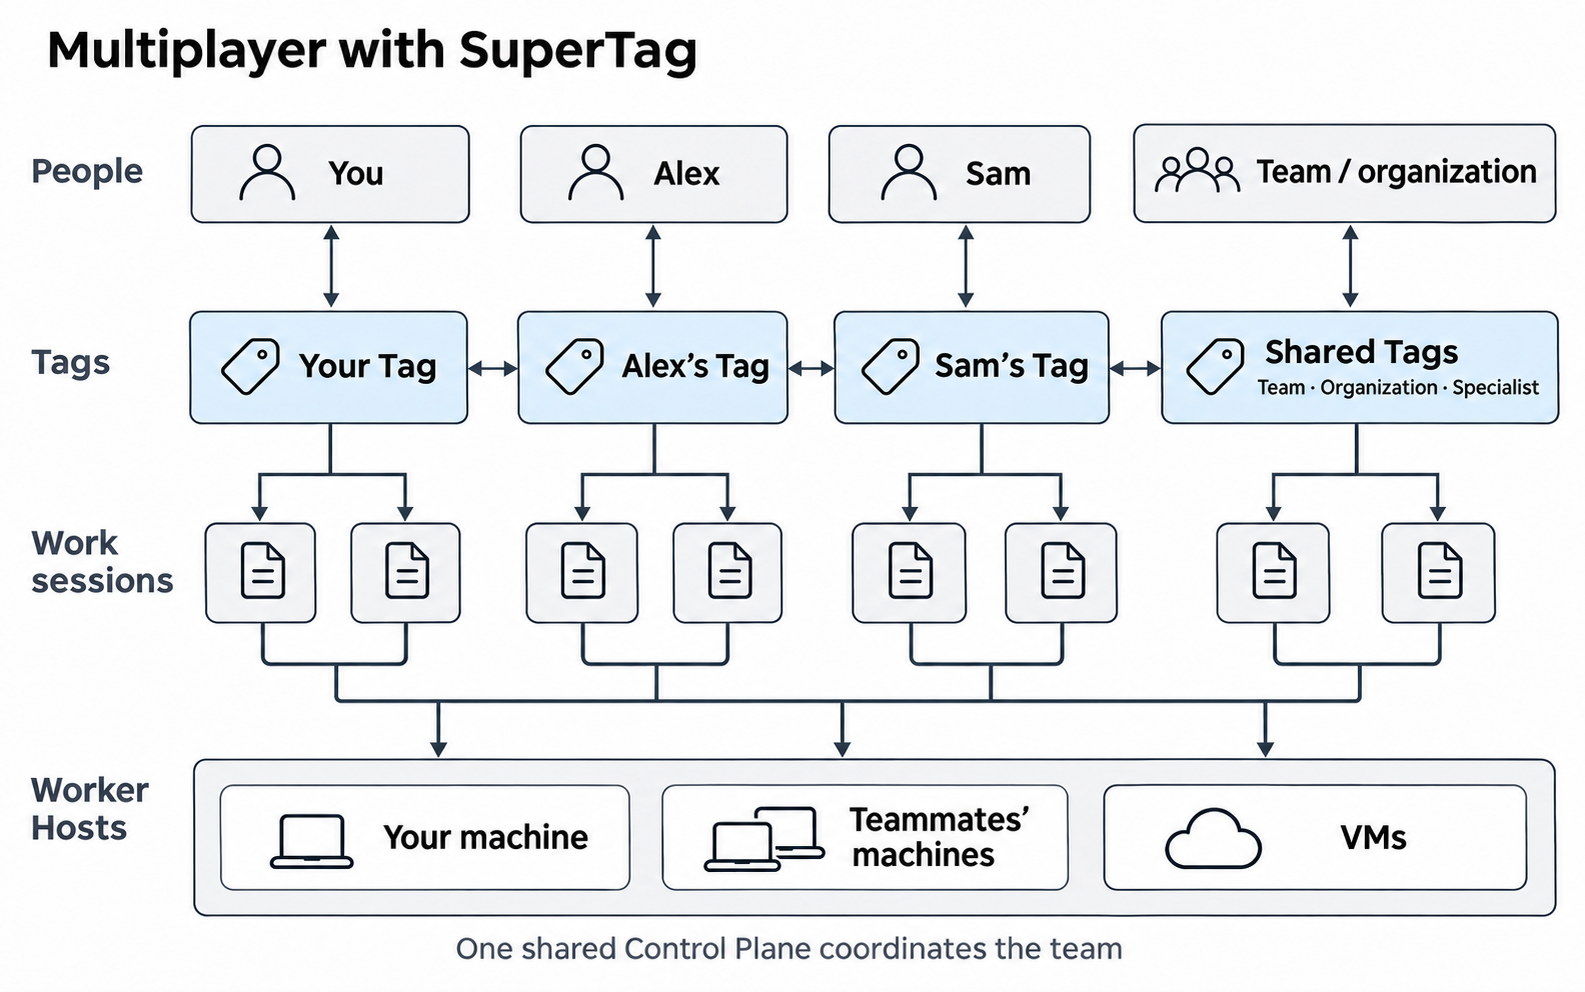 Multiplayer with SuperTag
People
You
Alex
Sam
Team / organization
Tags
Your Tag
Alex's Tag
Sam's Tag
Shared Tags
Team · Organization · Specialist
Work
sessions
Worker
Hosts
Your machine
Teammates'
machines
VMs
One shared Control Plane coordinates the team